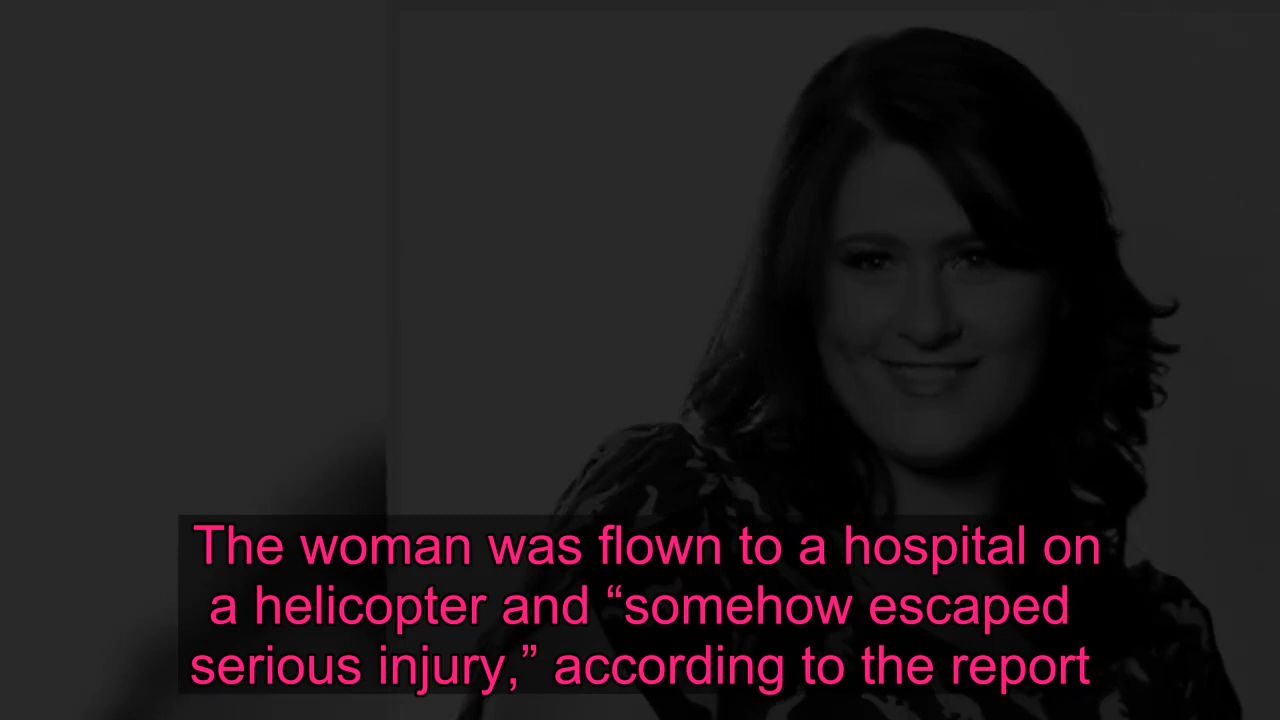 The woman was flown to a hospital on
a helicopter and “somehow escaped
serious injury,” according to the report